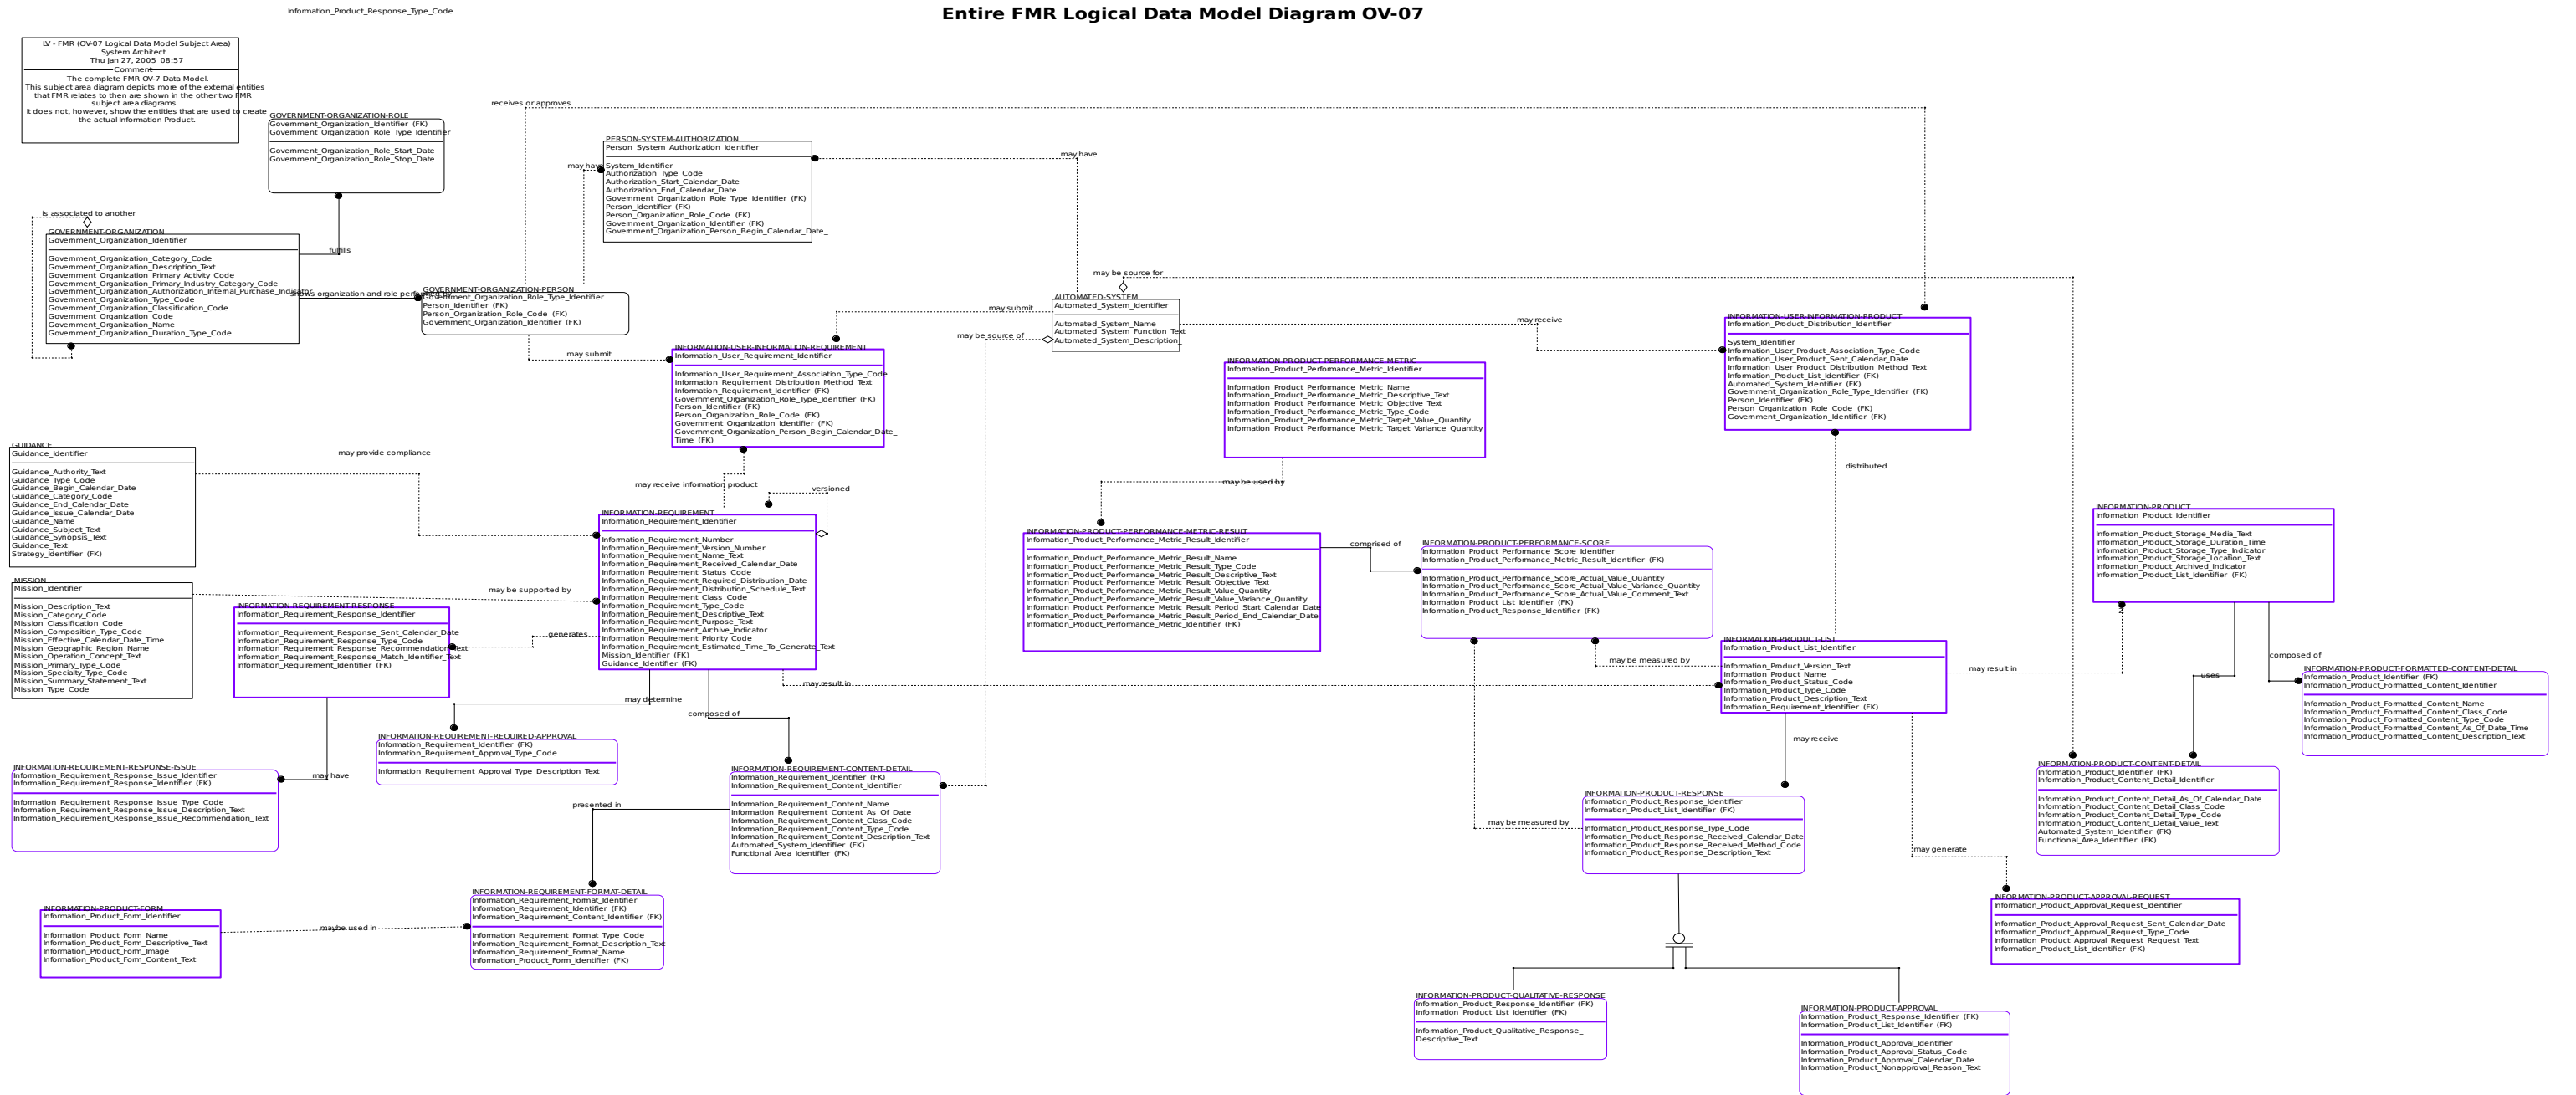 Information_Product_Response_Type_Code
Entire FMR Logical Data Model Diagram OV-07
LV - FMR (OV-07 Logical Data Model Subject Area)
System Architect
Thu Jan 27, 2005 08:57
Comment
The complete FMR OV-7 Data Model.
This subject area diagram depicts more of the external entities
that FMR relates to then are shown in the other two FMR
subject area diagrams.
It does not, however, show the entities that are used to create
the actual Information Product.
GOVERNMENT-ORGANIZATION-ROLE
Government_Organization_Identifier (FK)
Government_Organization_Role_Type_Identifier
Government_Organization_Role_Start_Date
Government_Organization_Role_Stop_Date
receives or approves
PERSON-SYSTEM-AUTHORIZATION
Person_System_Authorization_Identifier
System_Identifier
Authorization_Type_Code
Authorization_Start_Calendar_Date
Authorization_End_Calendar_Date
Government_Organization_Role_Type_Identifier (FK)
Person_Identifier (FK)
Person_Organization_Role_Code (FK)
Government_Organization_Identifier (FK)
Government_Organization_Person_Begin_Calendar_Date_
may have
may have
is associated to another
GOVERNMENT-ORGANIZATION
Government_Organization_Identifier
Government_Organization_Category_Code
Government_Organization_Description_Text
Government_Organization_Primary_Activity_Code
Government_Organization_Primary_Industry_Category_Code
Government_Organization_Authorization_Internal_Purchase_Indicator
Government_Organization_Type_Code
Government_Organization_Classification_Code
Government_Organization_Code
Government_Organization_Name
Government_Organization_Duration_Type_Code
fulfills
shows organization and role performed by
GOVERNMENT-ORGANIZATION-PERSON
Government_Organization_Role_Type_Identifier
Person_Identifier (FK)
Person_Organization_Role_Code (FK)
Government_Organization_Identifier (FK)
may submit
may submit
may be source for
may be source of
AUTOMATED-SYSTEM
Automated_System_Identifier
Automated_System_Name
Automated_System_Function_Text
Automated_System_Description_
may receive
INFORMATION-USER-INFORMATION-PRODUCT
Information_Product_Distribution_Identifier
System_Identifier
Information_User_Product_Association_Type_Code
Information_User_Product_Sent_Calendar_Date
Information_User_Product_Distribution_Method_Text
Information_Product_List_Identifier (FK)
Automated_System_Identifier (FK)
Government_Organization_Role_Type_Identifier (FK)
Person_Identifier (FK)
Person_Organization_Role_Code (FK)
Government_Organization_Identifier (FK)
distributed
INFORMATION-USER-INFORMATION-REQUIREMENT
Information_User_Requirement_Identifier
Information_User_Requirement_Association_Type_Code
Information_Requirement_Distribution_Method_Text
Information_Requirement_Identifier (FK)
Government_Organization_Role_Type_Identifier (FK)
Person_Identifier (FK)
Person_Organization_Role_Code (FK)
Government_Organization_Identifier (FK)
Government_Organization_Person_Begin_Calendar_Date_
Time (FK)
INFORMATION-PRODUCT-PERFORMANCE-METRIC
Information_Product_Performance_Metric_Identifier
Information_Product_Performance_Metric_Name
Information_Product_Performance_Metric_Descriptive_Text
Information_Product_Performance_Metric_Objective_Text
Information_Product_Performance_Metric_Type_Code
Information_Product_Performance_Metric_Target_Value_Quantity
Information_Product_Performance_Metric_Target_Variance_Quantity
may be used by
GUIDANCE
Guidance_Identifier
Guidance_Authority_Text
Guidance_Type_Code
Guidance_Begin_Calendar_Date
Guidance_Category_Code
Guidance_End_Calendar_Date
Guidance_Issue_Calendar_Date
Guidance_Name
Guidance_Subject_Text
Guidance_Synopsis_Text
Guidance_Text
Strategy_Identifier (FK)
may provide compliance
may receive information product
versioned
INFORMATION-REQUIREMENT
Information_Requirement_Identifier
Information_Requirement_Number
Information_Requirement_Version_Number
Information_Requirement_Name_Text
Information_Requirement_Received_Calendar_Date
Information_Requirement_Status_Code
Information_Requirement_Required_Distribution_Date
Information_Requirement_Distribution_Schedule_Text
Information_Requirement_Class_Code
Information_Requirement_Type_Code
Information_Requirement_Descriptive_Text
Information_Requirement_Purpose_Text
Information_Requirement_Archive_Indicator
Information_Requirement_Priority_Code
Information_Requirement_Estimated_Time_To_Generate_Text
Mission_Identifier (FK)
Guidance_Identifier (FK)
MISSION
Mission_Identifier
Mission_Description_Text
Mission_Category_Code
Mission_Classification_Code
Mission_Composition_Type_Code
Mission_Effective_Calendar_Date_Time
Mission_Geographic_Region_Name
Mission_Operation_Concept_Text
Mission_Primary_Type_Code
Mission_Specialty_Type_Code
Mission_Summary_Statement_Text
Mission_Type_Code
may be supported by
INFORMATION-REQUIREMENT-RESPONSE
Information_Requirement_Response_Identifier
Information_Requirement_Response_Sent_Calendar_Date
Information_Requirement_Response_Type_Code
Information_Requirement_Response_Recommendation_Text
Information_Requirement_Response_Match_Identifier_Text
Information_Requirement_Identifier (FK)
generates
INFORMATION-PRODUCT-PERFORMANCE-METRIC-RESULT
Information_Product_Performance_Metric_Result_Identifier
Information_Product_Performance_Metric_Result_Name
Information_Product_Performance_Metric_Result_Type_Code
Information_Product_Performance_Metric_Result_Descriptive_Text
Information_Product_Performance_Metric_Result_Objective_Text
Information_Product_Performance_Metric_Result_Value_Quantity
Information_Product_Performance_Metric_Result_Value_Variance_Quantity
Information_Product_Performance_Metric_Result_Period_Start_Calendar_Date
Information_Product_Performance_Metric_Result_Period_End_Calendar_Date
Information_Product_Performance_Metric_Identifier (FK)
comprised of
INFORMATION-PRODUCT-PERFORMANCE-SCORE
Information_Product_Performance_Score_Identifier
Information_Product_Performance_Metric_Result_Identifier (FK)
Information_Product_Performance_Score_Actual_Value_Quantity
Information_Product_Performance_Score_Actual_Value_Variance_Quantity
Information_Product_Performance_Score_Actual_Value_Comment_Text
Information_Product_List_Identifier (FK)
Information_Product_Response_Identifier (FK)
may be measured by
INFORMATION-PRODUCT-LIST
Information_Product_List_Identifier
Information_Product_Version_Text
Information_Product_Name
Information_Product_Status_Code
Information_Product_Type_Code
Information_Product_Description_Text
Information_Requirement_Identifier (FK)
may result in
INFORMATION-PRODUCT
Information_Product_Identifier
Information_Product_Storage_Media_Text
Information_Product_Storage_Duration_Time
Information_Product_Storage_Type_Indicator
Information_Product_Storage_Location_Text
Information_Product_Archived_Indicator
Information_Product_List_Identifier (FK)
Z
uses
composed of
INFORMATION-PRODUCT-FORMATTED-CONTENT-DETAIL
Information_Product_Identifier (FK)
Information_Product_Formatted_Content_Identifier
Information_Product_Formatted_Content_Name
Information_Product_Formatted_Content_Class_Code
Information_Product_Formatted_Content_Type_Code
Information_Product_Formatted_Content_As_Of_Date_Time
Information_Product_Formatted_Content_Description_Text
may result in
may determine
composed of
may receive
INFORMATION-REQUIREMENT-REQUIRED-APPROVAL
Information_Requirement_Identifier (FK)
Information_Requirement_Approval_Type_Code
Information_Requirement_Approval_Type_Description_Text
INFORMATION-REQUIREMENT-RESPONSE-ISSUE
Information_Requirement_Response_Issue_Identifier
Information_Requirement_Response_Identifier (FK)
Information_Requirement_Response_Issue_Type_Code
Information_Requirement_Response_Issue_Description_Text
Information_Requirement_Response_Issue_Recommendation_Text
may have
INFORMATION-REQUIREMENT-CONTENT-DETAIL
Information_Requirement_Identifier (FK)
Information_Requirement_Content_Identifier
Information_Requirement_Content_Name
Information_Requirement_Content_As_Of_Date
Information_Requirement_Content_Class_Code
Information_Requirement_Content_Type_Code
Information_Requirement_Content_Description_Text
Automated_System_Identifier (FK)
Functional_Area_Identifier (FK)
presented in
INFORMATION-PRODUCT-CONTENT-DETAIL
Information_Product_Identifier (FK)
Information_Product_Content_Detail_Identifier
Information_Product_Content_Detail_As_Of_Calendar_Date
Information_Product_Content_Detail_Class_Code
Information_Product_Content_Detail_Type_Code
Information_Product_Content_Detail_Value_Text
Automated_System_Identifier (FK)
Functional_Area_Identifier (FK)
INFORMATION-PRODUCT-RESPONSE
Information_Product_Response_Identifier
Information_Product_List_Identifier (FK)
Information_Product_Response_Type_Code
Information_Product_Response_Received_Calendar_Date
Information_Product_Response_Received_Method_Code
Information_Product_Response_Description_Text
may be measured by
may generate
INFORMATION-REQUIREMENT-FORMAT-DETAIL
Information_Requirement_Format_Identifier
Information_Requirement_Identifier (FK)
Information_Requirement_Content_Identifier (FK)
Information_Requirement_Format_Type_Code
Information_Requirement_Format_Description_Text
Information_Requirement_Format_Name
Information_Product_Form_Identifier (FK)
INFORMATION-PRODUCT-FORM
Information_Product_Form_Identifier
Information_Product_Form_Name
Information_Product_Form_Descriptive_Text
Information_Product_Form_Image
Information_Product_Form_Content_Text
maybe used in
INFORMATION-PRODUCT-APPROVAL-REQUEST
Information_Product_Approval_Request_Identifier
Information_Product_Approval_Request_Sent_Calendar_Date
Information_Product_Approval_Request_Type_Code
Information_Product_Approval_Request_Request_Text
Information_Product_List_Identifier (FK)
INFORMATION-PRODUCT-QUALITATIVE-RESPONSE
Information_Product_Response_Identifier (FK)
Information_Product_List_Identifier (FK)
Information_Product_Qualitative_Response_
Descriptive_Text
INFORMATION-PRODUCT-APPROVAL
Information_Product_Response_Identifier (FK)
Information_Product_List_Identifier (FK)
Information_Product_Approval_Identifier
Information_Product_Approval_Status_Code
Information_Product_Approval_Calendar_Date
Information_Product_Nonapproval_Reason_Text